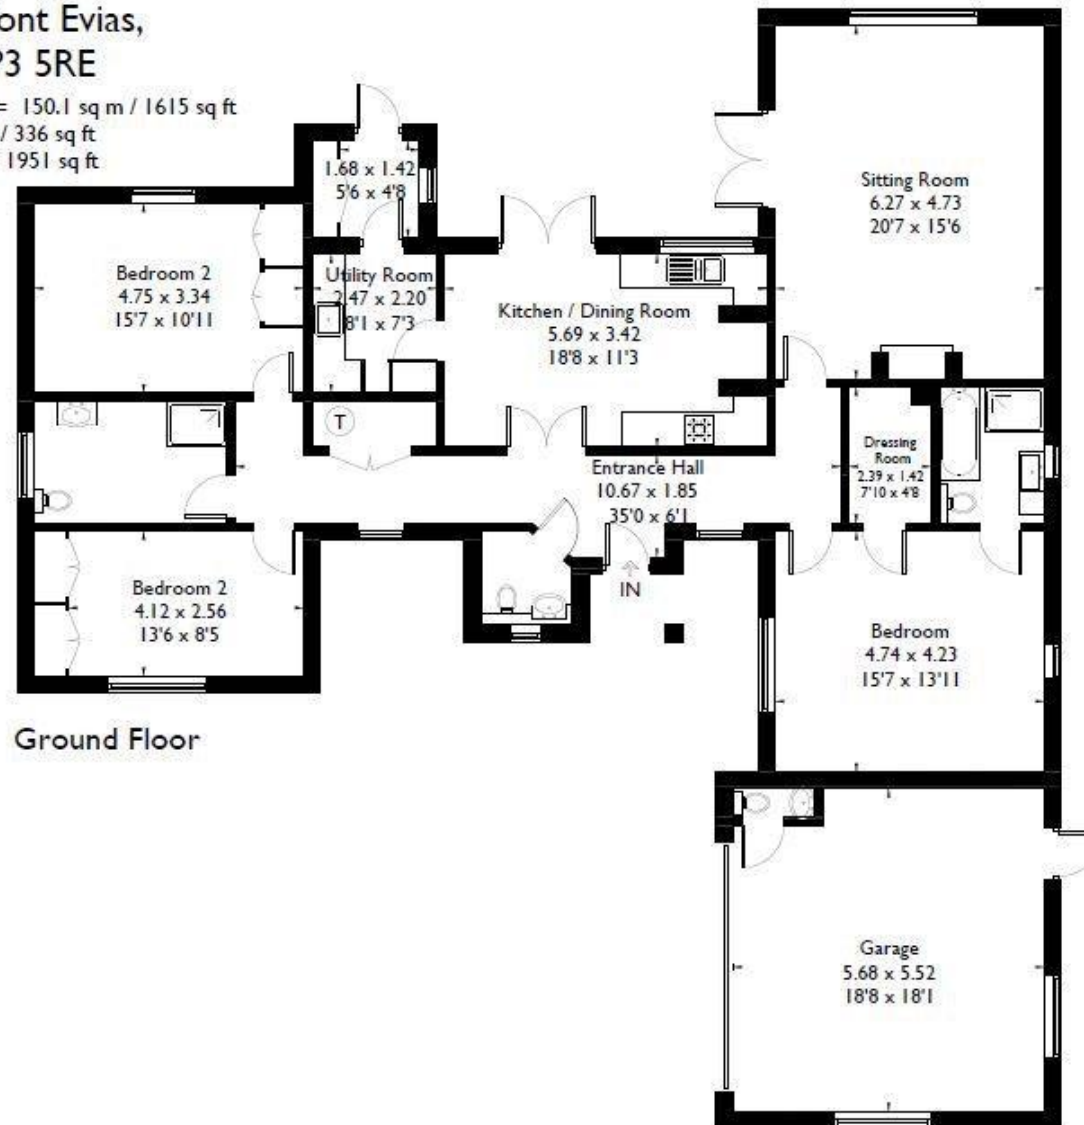 ont Evias,
3 5RE
= 150.1 sq m / 1615 sq ft
/ 336 sq ft
1951 sq ft
1.68 x 1.42
5'6 x 4'8
Sitting Room
6.27 x 4.73
20'7 x 15'6
Bedroom 2
4.75 x 3.34
15'7 x 10'11
Utility Room
2.47 x 2.20
8'1 x 7'3
Kitchen / Dining Room
5.69 x 3.42
18'8 x 11'3
T
Dressing
Room
2.39 x 1.42
7'10 x 4'8
Entrance Hall
10.67 x 1.85
35'0 x 6'1
IN
Bedroom 2
4.12 x 2.56
13'6 x 8'5
Bedroom
4.74 x 4.23
15'7 x 13'11
Ground Floor
Garage
5.68 x 5.52
18'8 x 18'1